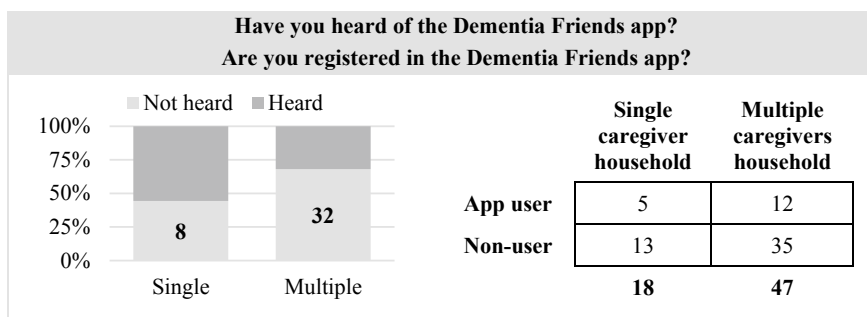 Have you heard of the Dementia Friends app?
Are you registered in the Dementia Friends app?
Not heard Heard
100%
75%
50%
25%
0%
8
32
Single Multiple
Single caregiver household
Multiple caregivers household
App user 5 12
Non-user 13 35
18 47